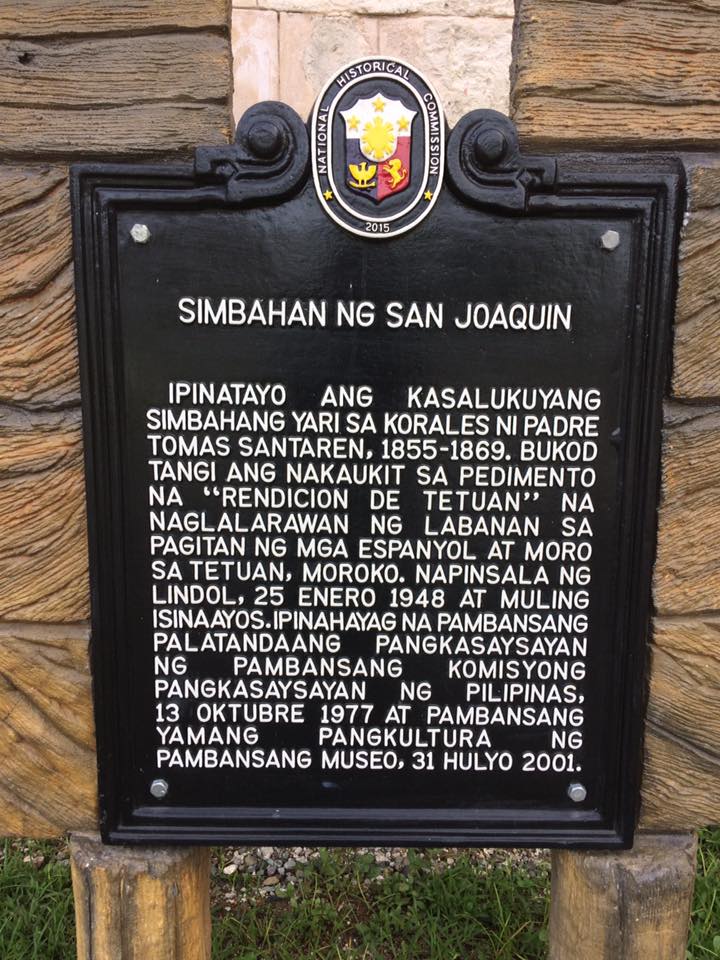 NATIONAL HISTORICAL COMMISSION
2015
SIMBAHAN NG SAN JOAQUIN
IPINATAYO ANG KASALUKUYANG
SIMBAHANG YARI SA KORALES NI PADRE
TOMAS SANTAREN, 1855-1869. BUKOD
TANGI ANG NAKAUKIT SA PEDIMENTO
NA "RENDICION DE TETUAN" NA
NAGLALARAWAN NG LABANAN SA
PAGITAN NG MGA ESPANYOL AT MORO
SA TETUAN, MOROKO. NAPINSALA NG
LINDOL, 25 ENERO 1948 AT MULING
ISINAAYOS.IPINAHAYAG NA PAMBANSANG
PALATANDAANG PANGKASAYSAYAN
NG PAMBANSANG KOMISYONG
PANGKASAYSAYAN NG PILIPINAS,
13 OKTUBRE 1977 AT PAMBANSANG
YAMANG PANGKULTURA NG
PAMBANSANG MUSEO, 31 HULYO 2001.